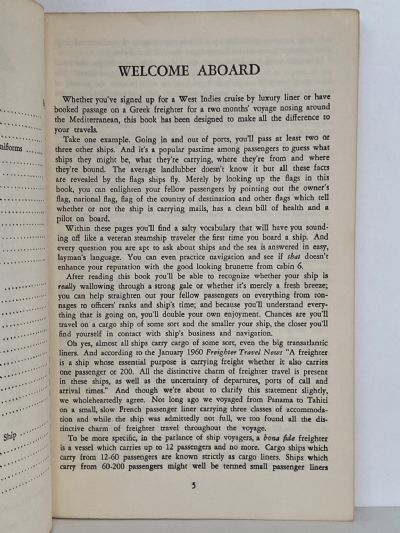 niforms
Ship
WELCOME ABOARD
Whether you've signed up for a West Indies cruise by luxury liner or have
booked passage on a Greek freighter for a two months' voyage nosing around
the Mediterranean, this book has been designed to make all the difference to
your travels.
Take one example. Going in and out of ports, you'll pass at least two or
three other ships. And it's a popular pastime among passengers to guess what
ships they might be, what they're carrying, where they're from and where
they're bound. The average landlubber doesn't know it but all these facts
are revealed by the flags ships fly. Merely by looking up the flags in this
book, you can enlighten your fellow passengers by pointing out the owner's
flag, national flag, flag of the country of destination and other flags which tell
whether or not the ship is carrying mails, has a clean bill of health and a
pilot on board.
Within these pages you'll find a salty vocabulary that will have you sound-
ing off like a veteran steamship traveler the first time you board a ship. And
every question you are apt to ask about ships and the sea is answered in easy,
layman's language. You can even practice navigation and see if that doesn't
enhance your reputation with the good looking brunette from cabin 6.
After reading this book you'll be able to recognize whether your ship is
really wallowing through a strong gale or whether it's merely a fresh breeze;
you can help straighten out your fellow passengers on everything from ton-
nages to officers' ranks and ship's time; and because you'll understand every-
thing that is going on, you'll double your own enjoyment. Chances are you'll
travel on a cargo ship of some sort and the smaller your ship, the closer you'll
find yourself in contact with ship's business and navigation.
Oh yes, almost all ships carry cargo of some sort, even the big transatlantic
liners. And according to the January 1960 Freighter Travel News "A freighter
is a ship whose essential purpose is carrying freight whether it also carries
one passenger or 200. All the distinctive charm of freighter travel is present
in these ships, as well as the uncertainty of departures, ports of call and
arrival times." And though we're about to clarify this statement slightly,
we wholeheartedly agree. Not long ago we voyaged from Panama to Tahiti
on a small, slow French passenger liner carrying three classes of accommoda-
tion and while the ship was admittedly not full, we too found all the dis-
tinctive charm of freighter travel throughout the voyage.
To be more specific, in the parlance of ship voyagers, a bona fide freighter
is a vessel which carries up to 12 passengers and no more. Cargo ships which
carry from 12-60 passengers are known strictly as cargo liners. Ships which
carry from 60-200 passengers might well be termed small passenger liners
5